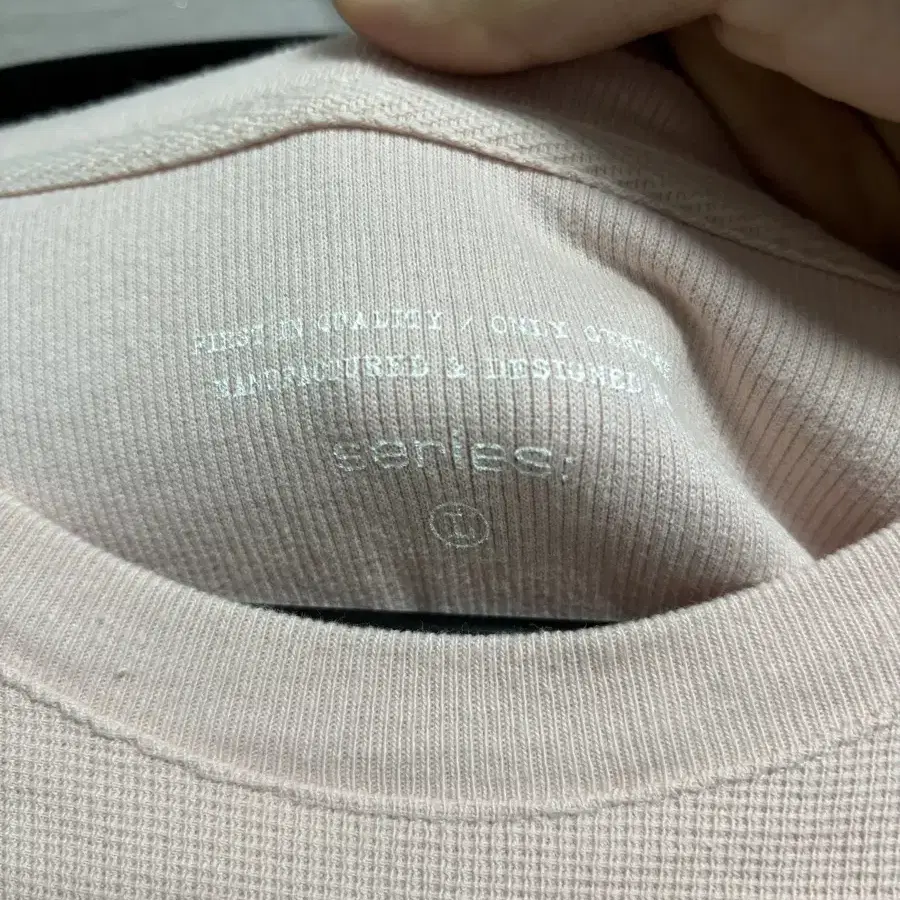 FIRST IN QUALITY / ONLY
MANUFACTURED & DESIGNED
series;
L